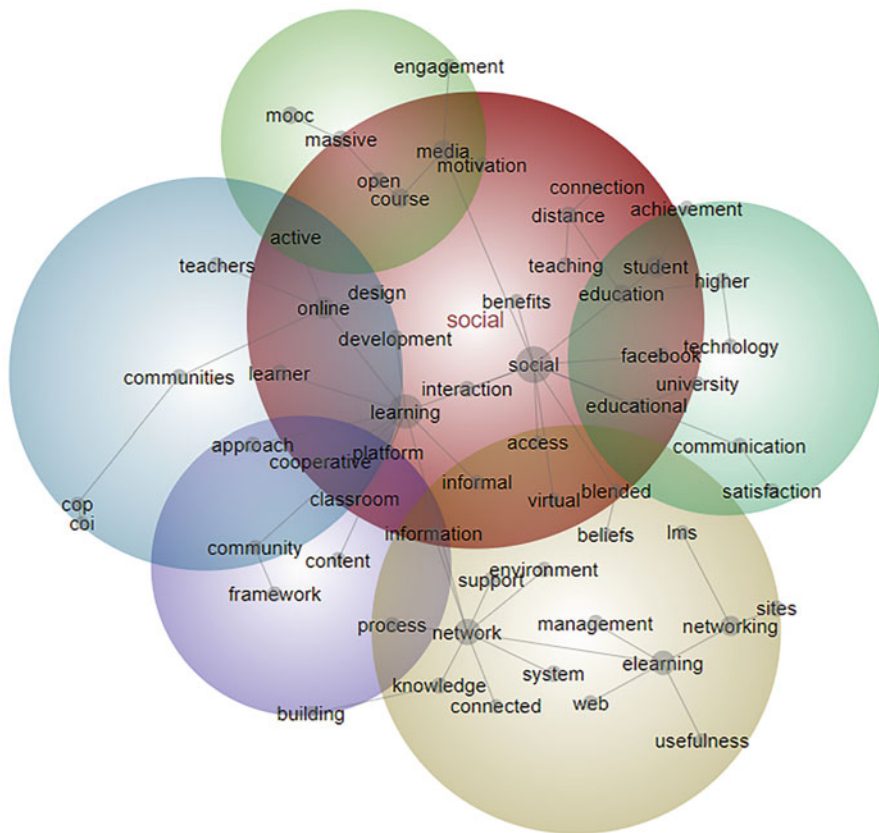 engagement
mooc
massive
media
motivation
open
course
connection
achievement
distance
active
teachers
teaching
student
higher
design
education
online
benefits
social
development
technology
social
facebook
communities
learner
university
interaction
educational
learning
approach
access
communication
platform
cooperative
informal
blended
satisfaction
classroom
virtual
cop
coi
information
beliefs
lms
community
content
environment
support
framework
sites
process
network
management
networking
elearning
system
knowledge
web
connected
building
usefulness